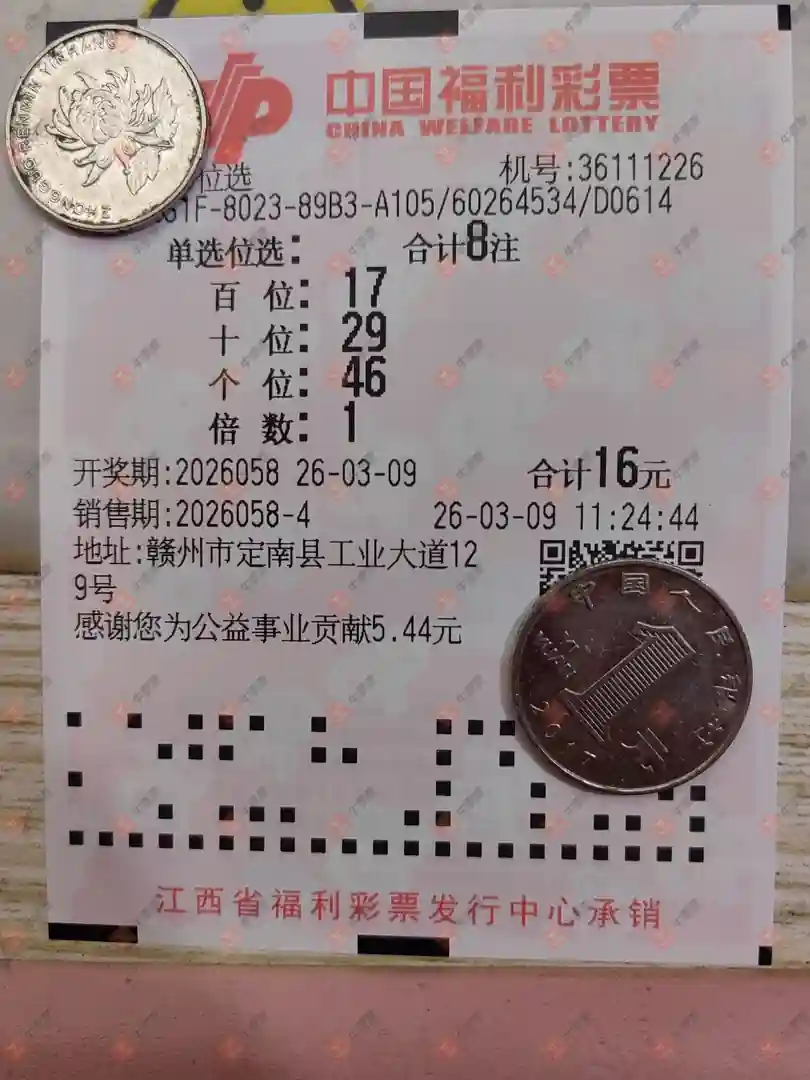 ZHONGGUO RENMIN YINHANG
中国福利彩票
CHINA WELFARE LOTTERY
位选 机号:36111226
1F-8023-89B3-A105/60264534/D0614
单选位选: 合计8注
百 位: 17
十 位: 29
个 位: 46
倍 数: 1
开奖期:2026058 26-03-09 合计16元
销售期:2026058-4 26-03-09 11:24:44
地址:赣州市定南县工业大道12
9号
感谢您为公益事业贡献5.44元
中国人民银行
1
YI YUAN
元
2017
江西省福利彩票发行中心承销